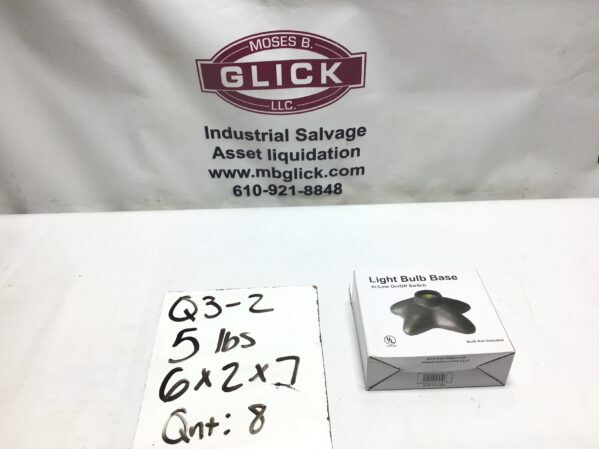 MOSES B.
GLICK
LLC.
Industrial Salvage
Asset liquidation
www.mbglick.com
610-921-8848
Q3-2
5 lbs
6x2x7
Qnt: 8
Light Bulb Base
In-Line On/Off Switch
UL
Bulb Not Included